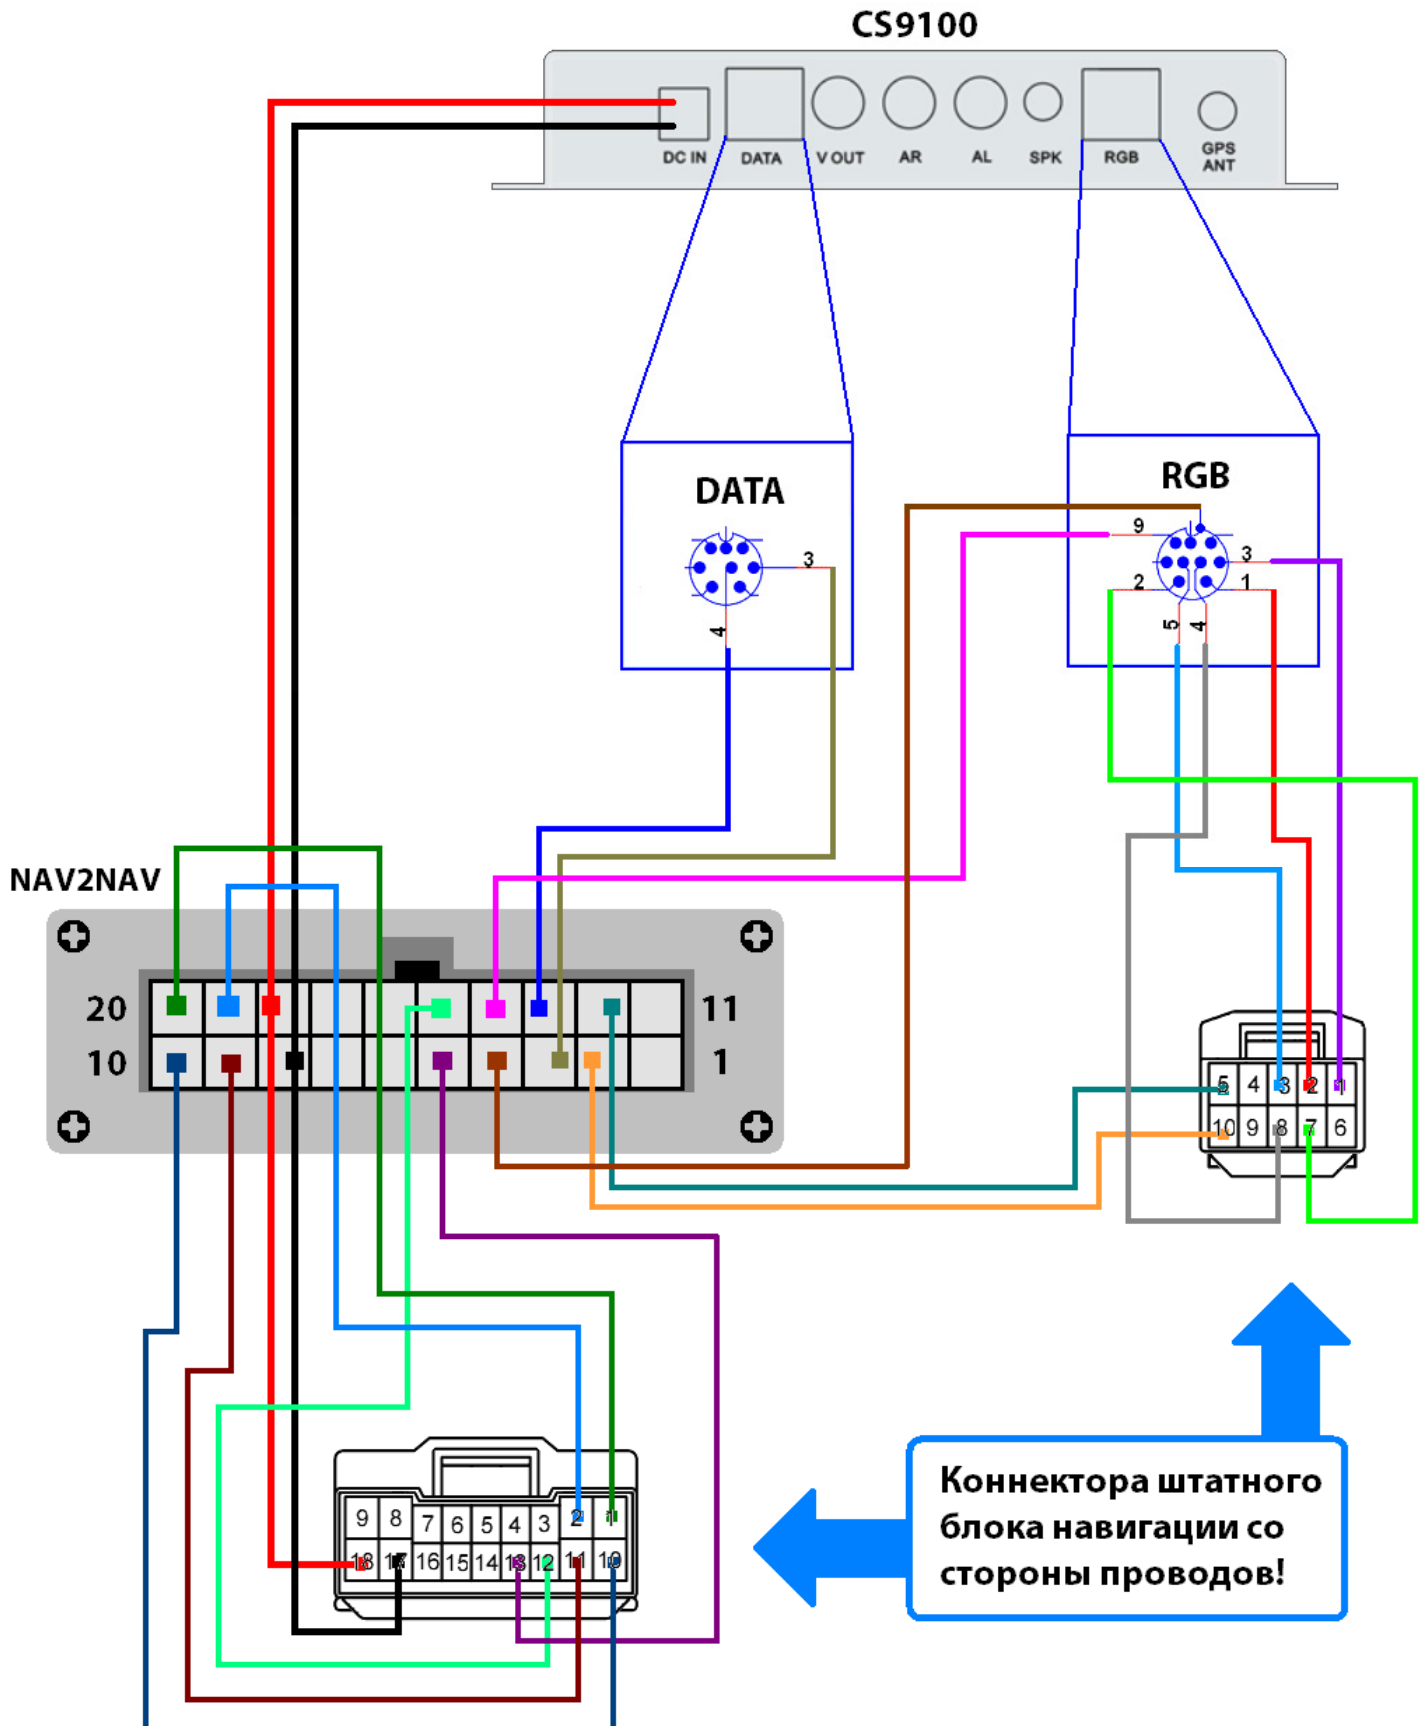 CS9100
DC IN
DATA
V OUT
AR
AL
SPK
RGB
GPS
ANT
DATA
3
4
RGB
9
3
2
1
5
4
NAV2NAV
20
11
10
1
5 4 3 2 1
10 9 8 7 6
9 8 7 6 5 4 3 2 1
18 17 16 15 14 13 12 11 10
Коннектора штатного
блока навигации со
стороны проводов!